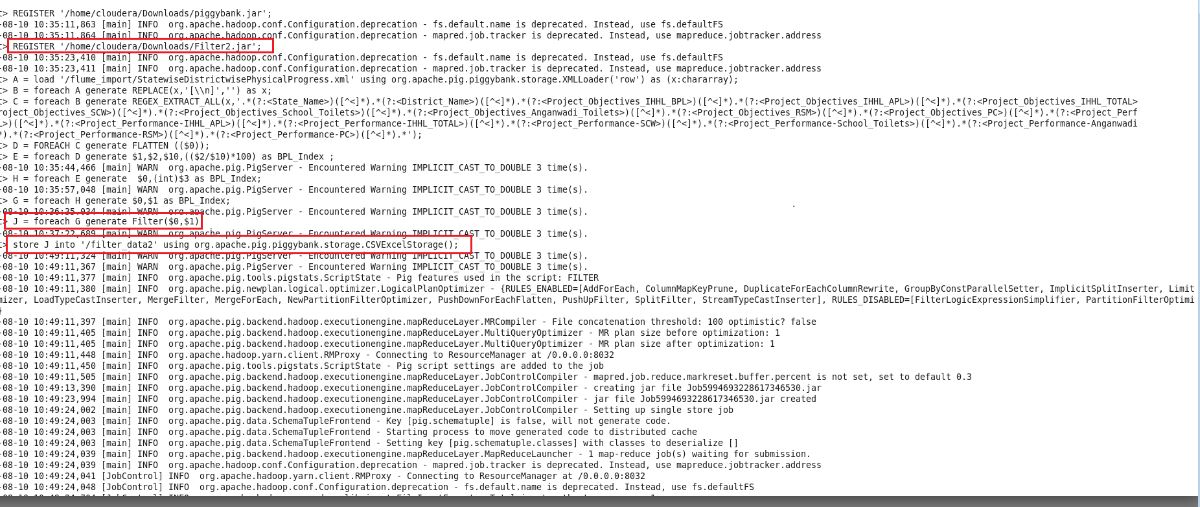 t> REGISTER '/home/cloudera/Downloads/piggybank.jar';
-08-10 10:35:11,863 [main] INFO  org.apache.hadoop.conf.Configuration.deprecation - fs.default.name is deprecated. Instead, use fs.defaultFS
-08-10 10:35:11,864 [main] INFO  org.apache.hadoop.conf.Configuration.deprecation - mapred.job.tracker is deprecated. Instead, use mapreduce.jobtracker.address
t> REGISTER '/home/cloudera/Downloads/Filter2.jar';
-08-10 10:35:23,410 [main] INFO  org.apache.hadoop.conf.Configuration.deprecation - fs.default.name is deprecated. Instead, use fs.defaultFS
-08-10 10:35:23,411 [main] INFO  org.apache.hadoop.conf.Configuration.deprecation - mapred.job.tracker is deprecated. Instead, use mapreduce.jobtracker.address
t> A = load '/flume_import/StatewiseDistrictwisePhysicalProgress.xml' using org.apache.pig.piggybank.storage.XMLLoader('row') as (x:chararray);
t> B = foreach A generate REPLACE(x,'[\\n]','') as x;
t> C = foreach B generate REGEX_EXTRACT_ALL(x,'.*(?:<State_Name>)([^<]*).*(?:<District_Name>)([^<]*).*(?:<Project_Objectives_IHHL_BPL>)([^<]*).*(?:<Project_Objectives_IHHL_APL>)([^<]*).*(?:<Project_Objectives_IHHL_TOTAL>
roject_Objectives_SCW>)([^<]*).*(?:<Project_Objectives_School_Toilets>)([^<]*).*(?:<Project_Objectives_Anganwadi_Toilets>)([^<]*).*(?:<Project_Objectives_RSM>)([^<]*).*(?:<Project_Objectives_PC>)([^<]*).*(?:<Project_Perf
L>)([^<]*).*(?:<Project_Performance-IHHL_APL>)([^<]*).*(?:<Project_Performance-IHHL_TOTAL>)([^<]*).*(?:<Project_Performance-SCW>)([^<]*).*(?:<Project_Performance-School_Toilets>)([^<]*).*(?:<Project_Performance-Anganwadi
*).*(?:<Project_Performance-RSM>)([^<]*).*(?:<Project_Performance-PC>)([^<]*).*');
t> D = FOREACH C generate FLATTEN (($0));
t> E = foreach D generate $1,$2,$10,(($2/$10)*100) as BPL_Index ;
-08-10 10:35:44,466 [main] WARN  org.apache.pig.PigServer - Encountered Warning IMPLICIT_CAST_TO_DOUBLE 3 time(s).
t> H = foreach E generate  $0,(int)$3 as BPL_Index;
-08-10 10:35:57,048 [main] WARN  org.apache.pig.PigServer - Encountered Warning IMPLICIT_CAST_TO_DOUBLE 3 time(s).
t> G = foreach H generate $0,$1 as BPL_Index;
-08-10 10:36:35,934 [main] WARN  org.apache.pig.PigServer - Encountered Warning IMPLICIT_CAST_TO_DOUBLE 3 time(s).
t> J = foreach G generate Filter($0,$1)
-08-10 10:37:22,689 [main] WARN  org.apache.pig.PigServer - Encountered Warning IMPLICIT_CAST_TO_DOUBLE 3 time(s).
t> store J into '/filter_data2' using org.apache.pig.piggybank.storage.CSVExcelStorage();
-08-10 10:49:11,324 [main] WARN  org.apache.pig.PigServer - Encountered Warning IMPLICIT_CAST_TO_DOUBLE 3 time(s).
-08-10 10:49:11,367 [main] WARN  org.apache.pig.PigServer - Encountered Warning IMPLICIT_CAST_TO_DOUBLE 3 time(s).
-08-10 10:49:11,377 [main] INFO  org.apache.pig.tools.pigstats.ScriptState - Pig features used in the script: FILTER
-08-10 10:49:11,380 [main] INFO  org.apache.pig.newplan.logical.optimizer.LogicalPlanOptimizer - {RULES_ENABLED=[AddForEach, ColumnMapKeyPrune, DuplicateForEachColumnRewrite, GroupByConstParallelSetter, ImplicitSplitInserter, Limit
mizer, LoadTypeCastInserter, MergeFilter, MergeForEach, NewPartitionFilterOptimizer, PushDownForEachFlatten, PushUpFilter, SplitFilter, StreamTypeCastInserter], RULES_DISABLED=[FilterLogicExpressionSimplifier, PartitionFilterOptimi
}
-08-10 10:49:11,397 [main] INFO  org.apache.pig.backend.hadoop.executionengine.mapReduceLayer.MRCompiler - File concatenation threshold: 100 optimistic? false
-08-10 10:49:11,405 [main] INFO  org.apache.pig.backend.hadoop.executionengine.mapReduceLayer.MultiQueryOptimizer - MR plan size before optimization: 1
-08-10 10:49:11,405 [main] INFO  org.apache.pig.backend.hadoop.executionengine.mapReduceLayer.MultiQueryOptimizer - MR plan size after optimization: 1
-08-10 10:49:11,448 [main] INFO  org.apache.hadoop.yarn.client.RMProxy - Connecting to ResourceManager at /0.0.0.0:8032
-08-10 10:49:11,450 [main] INFO  org.apache.pig.tools.pigstats.ScriptState - Pig script settings are added to the job
-08-10 10:49:11,505 [main] INFO  org.apache.pig.backend.hadoop.executionengine.mapReduceLayer.JobControlCompiler - mapred.job.reduce.markreset.buffer.percent is not set, set to default 0.3
-08-10 10:49:13,390 [main] INFO  org.apache.pig.backend.hadoop.executionengine.mapReduceLayer.JobControlCompiler - creating jar file Job5994693228617346530.jar
-08-10 10:49:23,994 [main] INFO  org.apache.pig.backend.hadoop.executionengine.mapReduceLayer.JobControlCompiler - jar file Job5994693228617346530.jar created
-08-10 10:49:24,002 [main] INFO  org.apache.pig.backend.hadoop.executionengine.mapReduceLayer.JobControlCompiler - Setting up single store job
-08-10 10:49:24,003 [main] INFO  org.apache.pig.data.SchemaTupleFrontend - Key [pig.schematuple] is false, will not generate code.
-08-10 10:49:24,003 [main] INFO  org.apache.pig.data.SchemaTupleFrontend - Starting process to move generated code to distributed cache
-08-10 10:49:24,003 [main] INFO  org.apache.pig.data.SchemaTupleFrontend - Setting key [pig.schematuple.classes] with classes to deserialize []
-08-10 10:49:24,039 [main] INFO  org.apache.pig.backend.hadoop.executionengine.mapReduceLayer.MapReduceLauncher - 1 map-reduce job(s) waiting for submission.
-08-10 10:49:24,039 [main] INFO  org.apache.hadoop.conf.Configuration.deprecation - mapred.job.tracker is deprecated. Instead, use mapreduce.jobtracker.address
-08-10 10:49:24,041 [JobControl] INFO  org.apache.hadoop.yarn.client.RMProxy - Connecting to ResourceManager at /0.0.0.0:8032
-08-10 10:49:24,048 [JobControl] INFO  org.apache.hadoop.conf.Configuration.deprecation - fs.default.name is deprecated. Instead, use fs.defaultFS